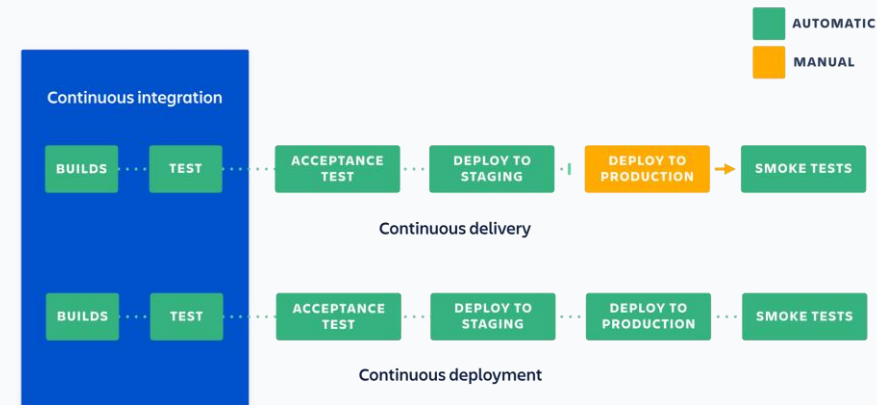 AUTOMATIC
MANUAL
Continuous integration
BUILDS
TEST
ACCEPTANCE
TEST
DEPLOY TO
STAGING
DEPLOY TO
PRODUCTION
SMOKE TESTS
Continuous delivery
BUILDS
TEST
ACCEPTANCE
TEST
DEPLOY TO
STAGING
DEPLOY TO
PRODUCTION
SMOKE TESTS
Continuous deployment